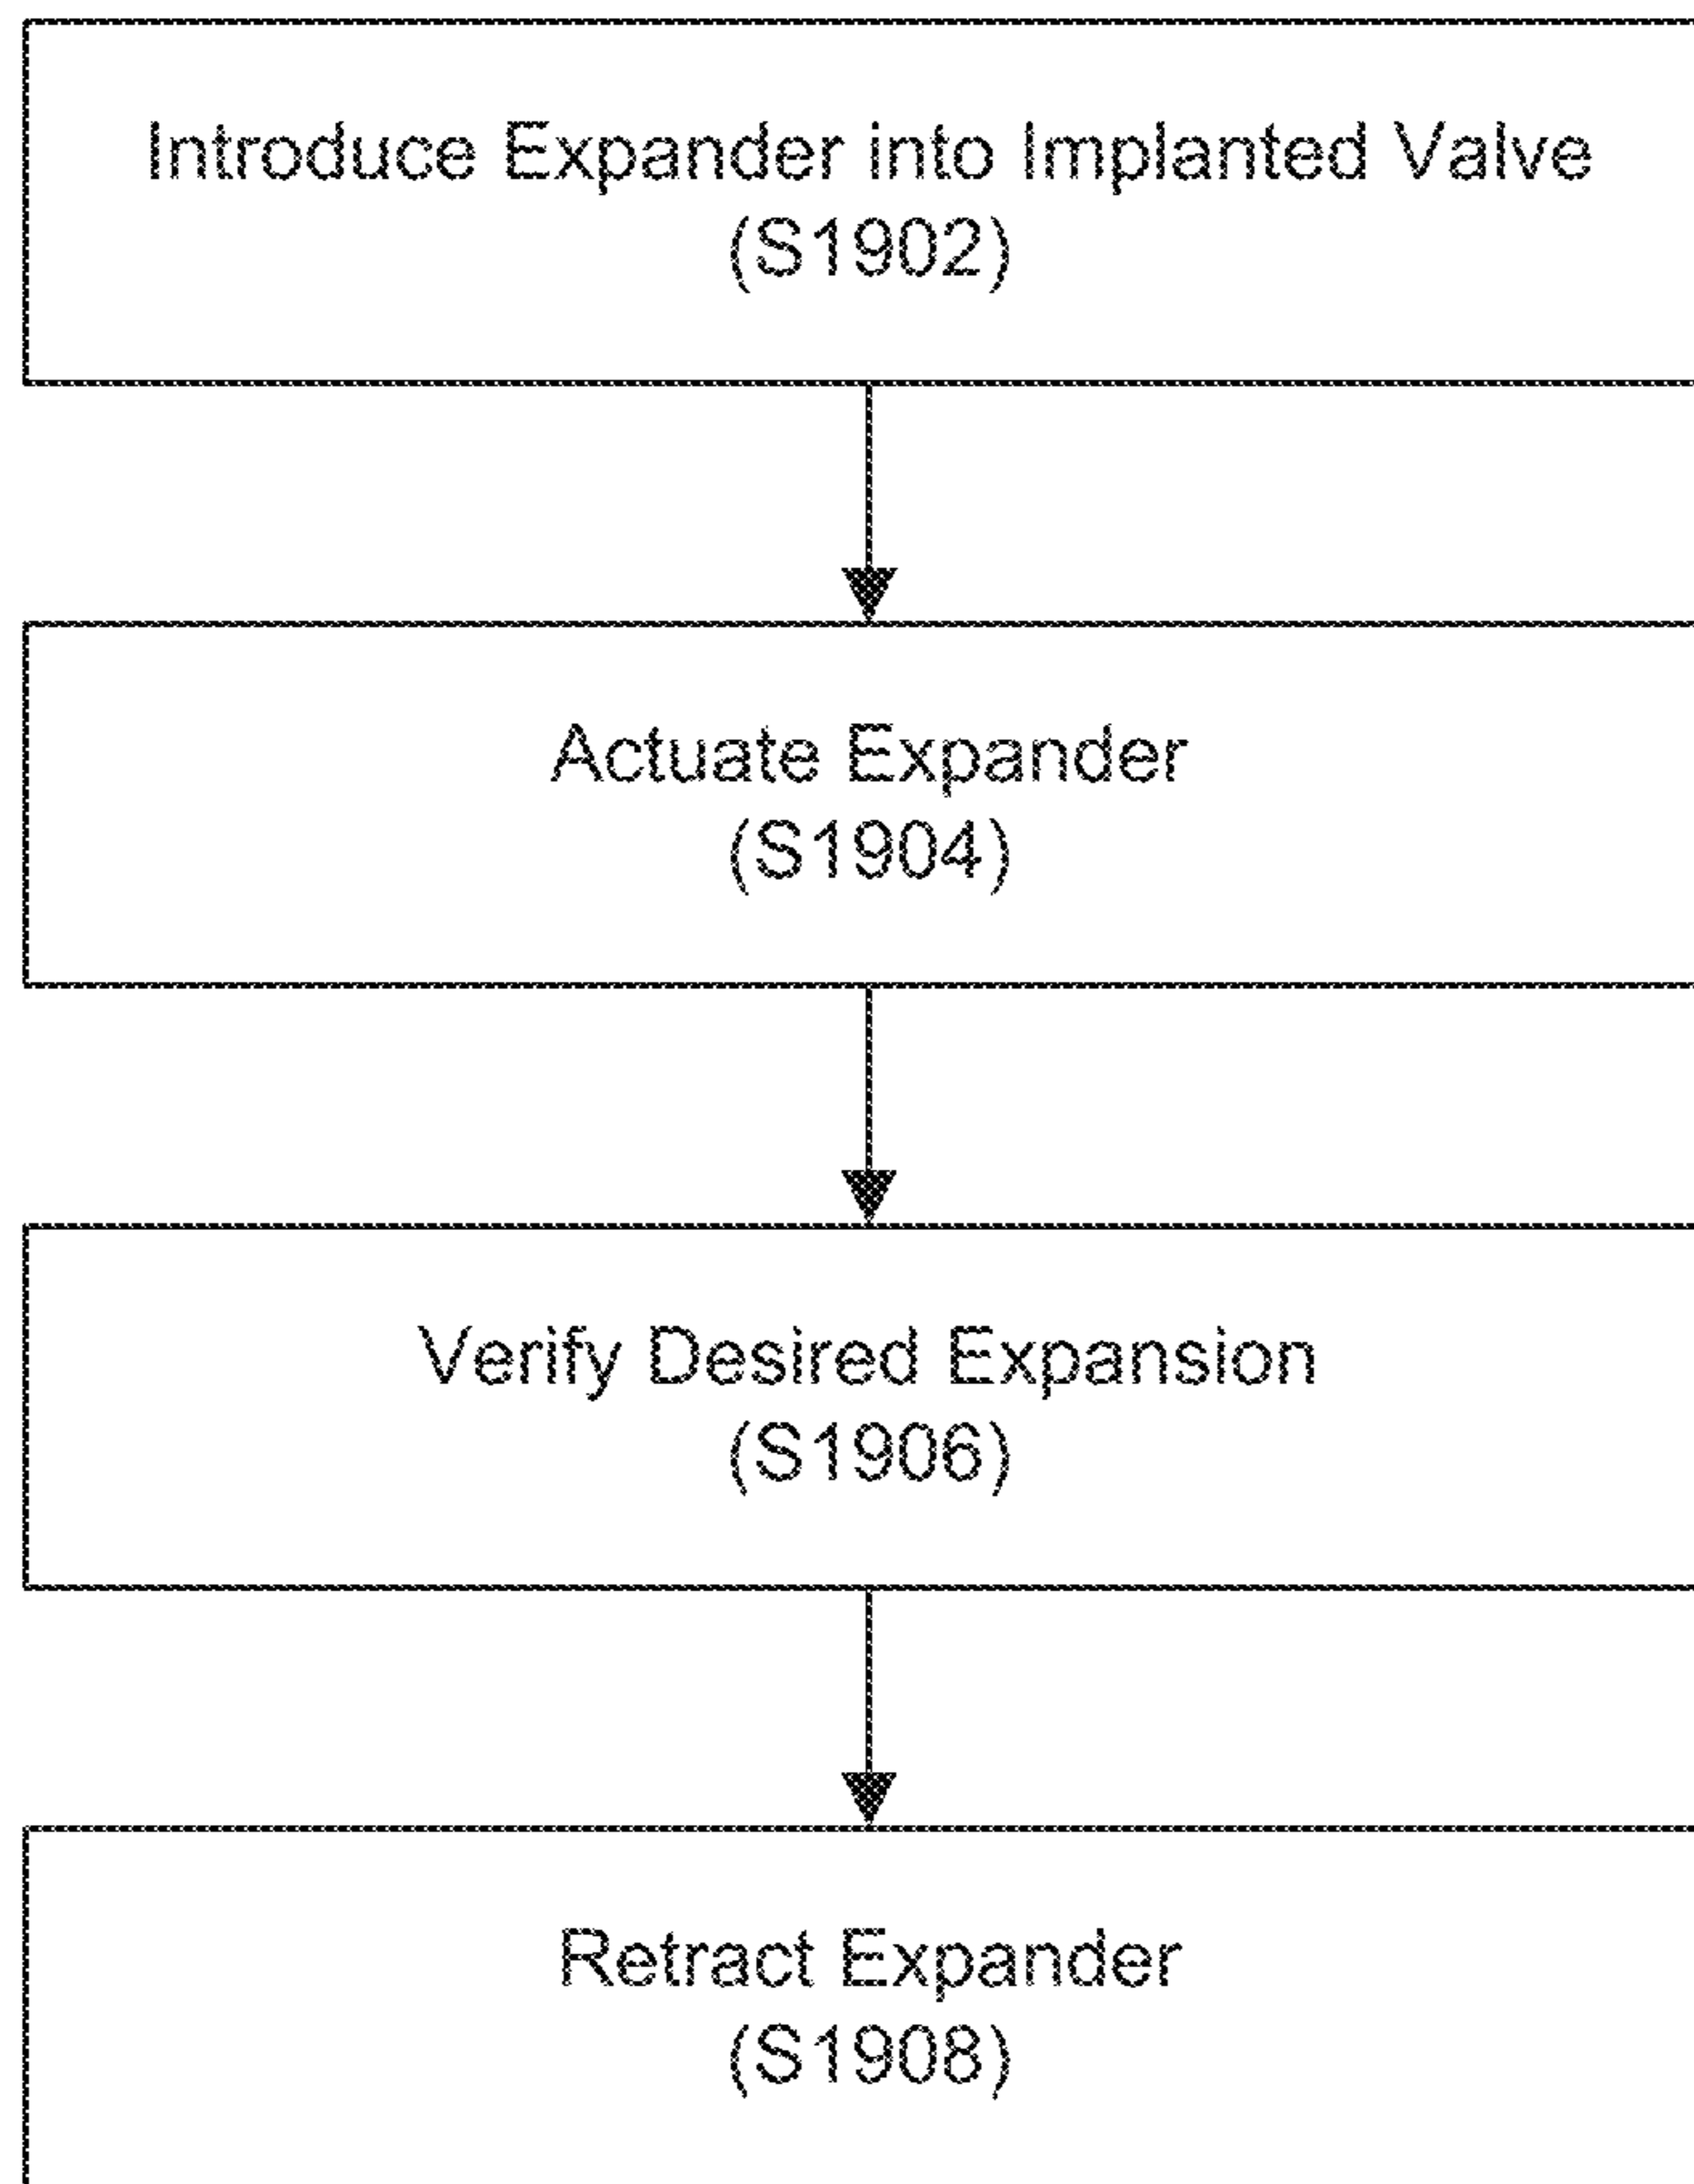 Introduce Expander into Implanted Valve
(S1902)
Actuate Expander
(S1904)
Verify Desired Expansion
(S1906)
Retract Expander
(S1908)